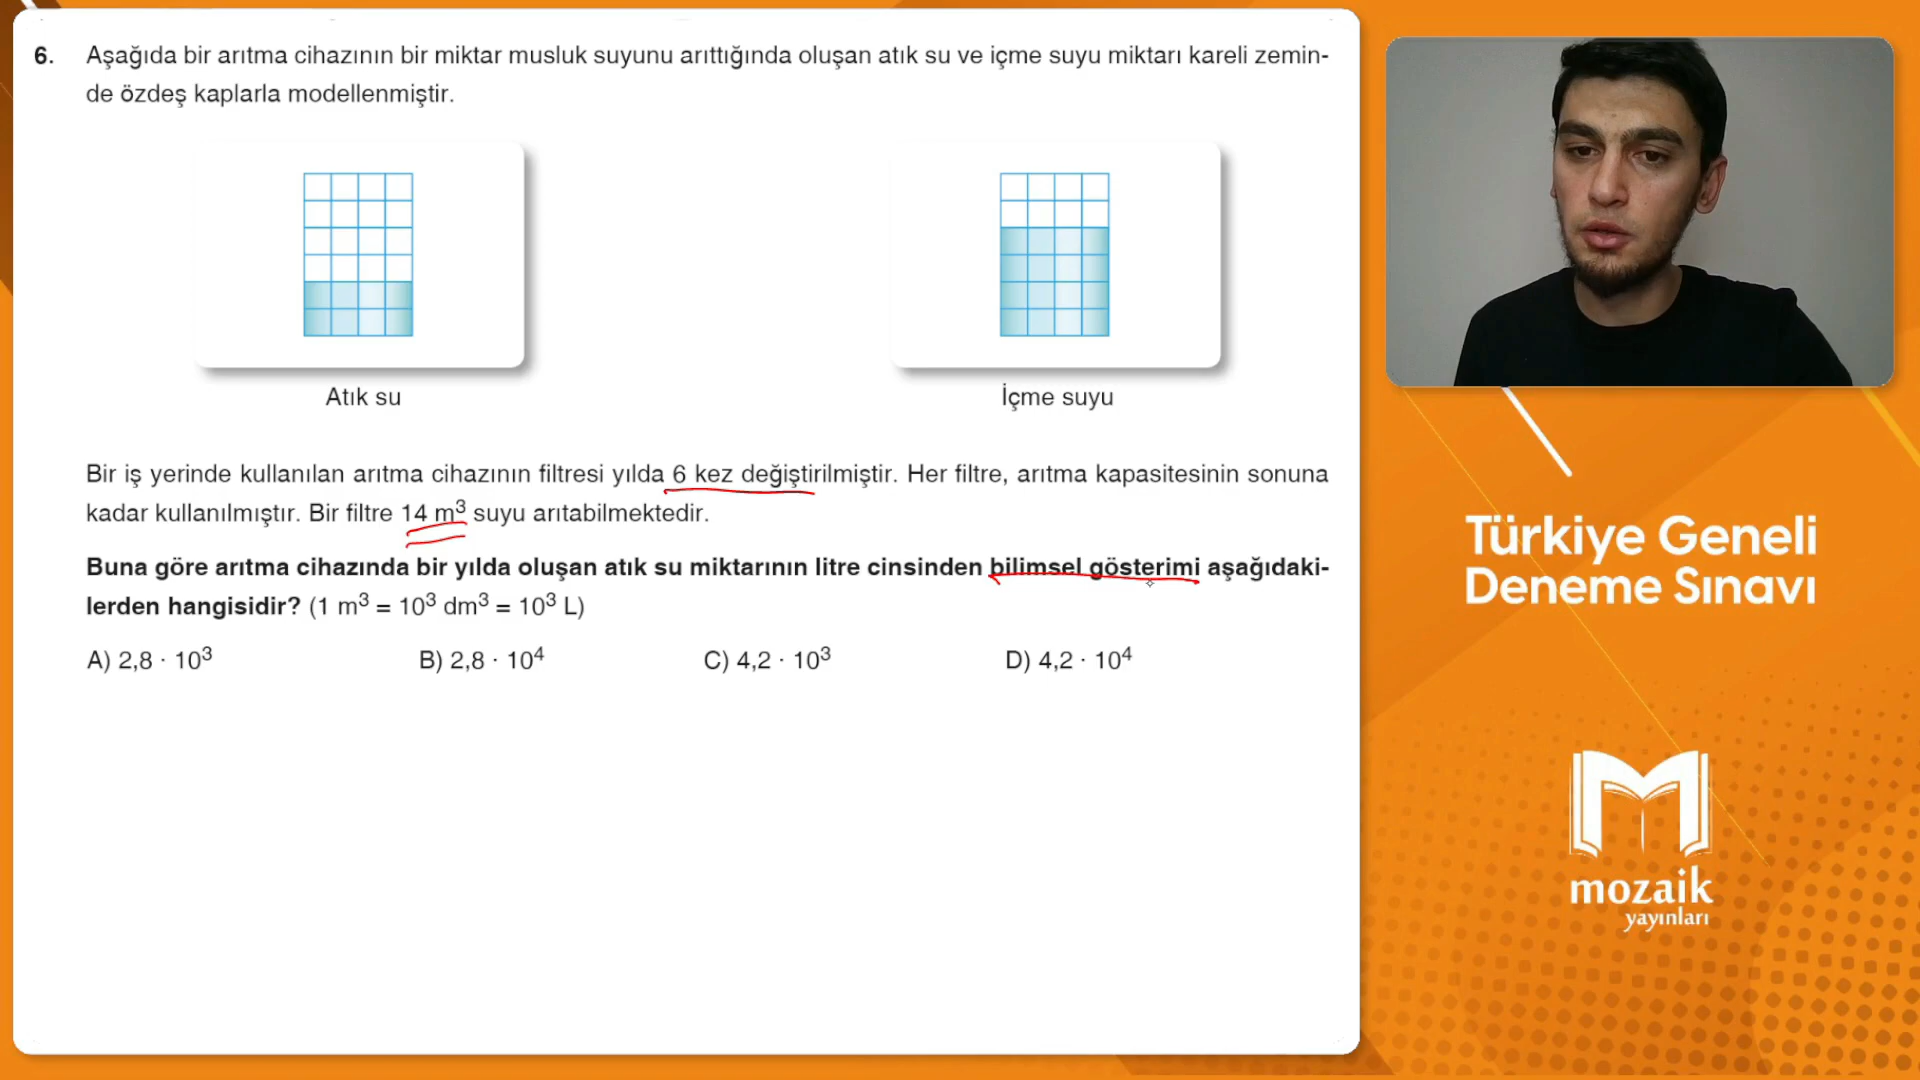 6. Aşağıda bir arıtma cihazının bir miktar musluk suyunu arıttığında oluşan atık su ve içme suyu miktarı kareli zemin-
de özdeş kaplarla modellenmiştir.
Atık su
İçme suyu
Bir iş yerinde kullanılan arıtma cihazının filtresi yılda 6 kez değiştirilmiştir. Her filtre, arıtma kapasitesinin sonuna
kadar kullanılmıştır. Bir filtre 14 m³ suyu arıtabilmektedir.
Buna göre arıtma cihazında bir yılda oluşan atık su miktarının litre cinsinden bilimsel gösterimi aşağıdaki-
lerden hangisidir? (1 m³ = 10³ dm³ = 10³ L)
A) 2,8 · 10³
B) 2,8 · 10⁴
C) 4,2 · 10³
D) 4,2 · 10⁴
Türkiye Geneli
Deneme Sınavı
mozaik
yayınları